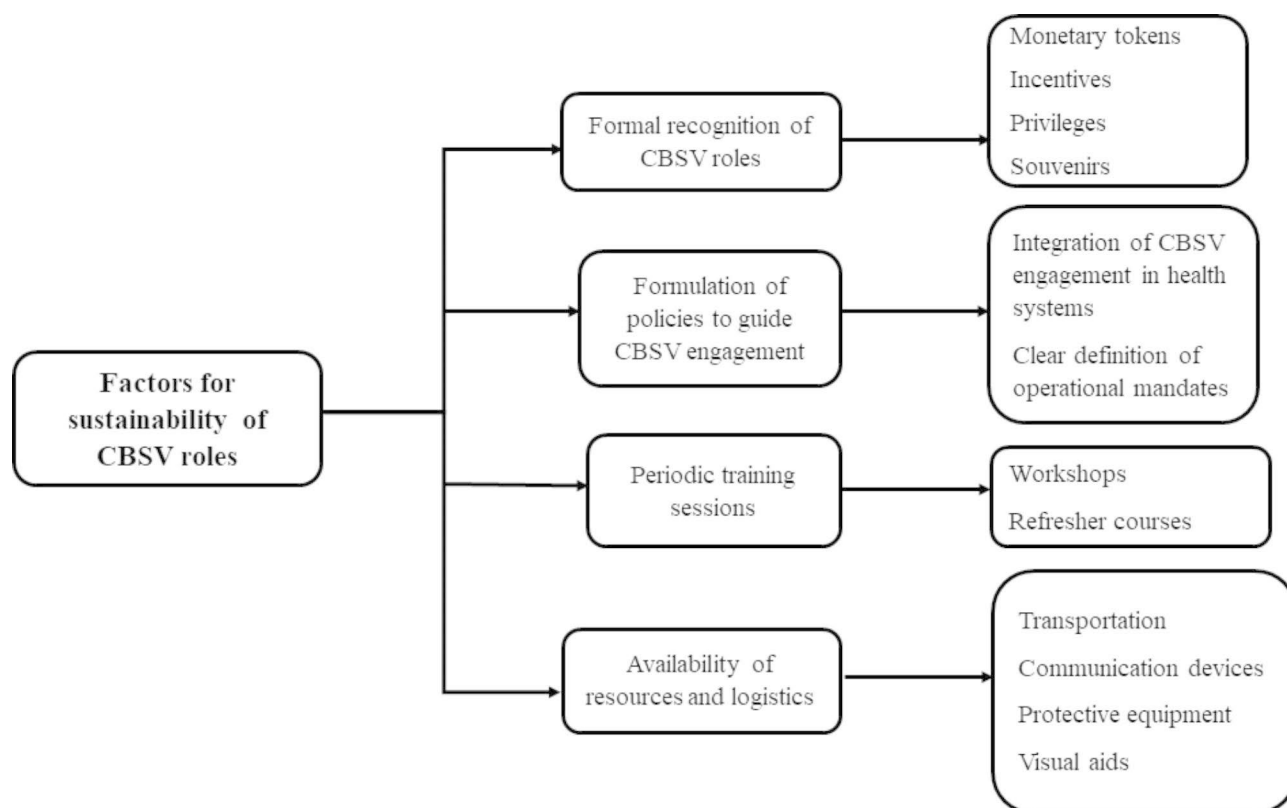 Factors for
sustainability of
CBSV roles
Formal recognition of
CBSV roles
Monetary tokens
Incentives
Privileges
Souvenirs
Formulation of
policies to guide
CBSV engagement
Integration of CBSV
engagement in health
systems
Clear definition of
operational mandates
Periodic training
sessions
Workshops
Refresher courses
Availability of
resources and logistics
Transportation
Communication devices
Protective equipment
Visual aids